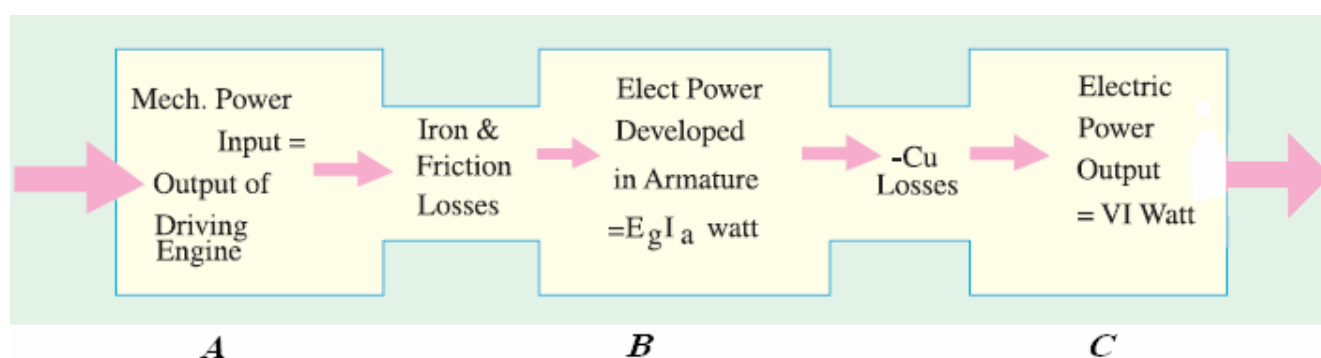 Mech. Power
Input =
Output of
Driving
Engine
Iron &
Friction
Losses
Elect Power
Developed
in Armature
=EgIa watt
-Cu
Losses
Electric
Power
Output
= VI Watt
A
B
C